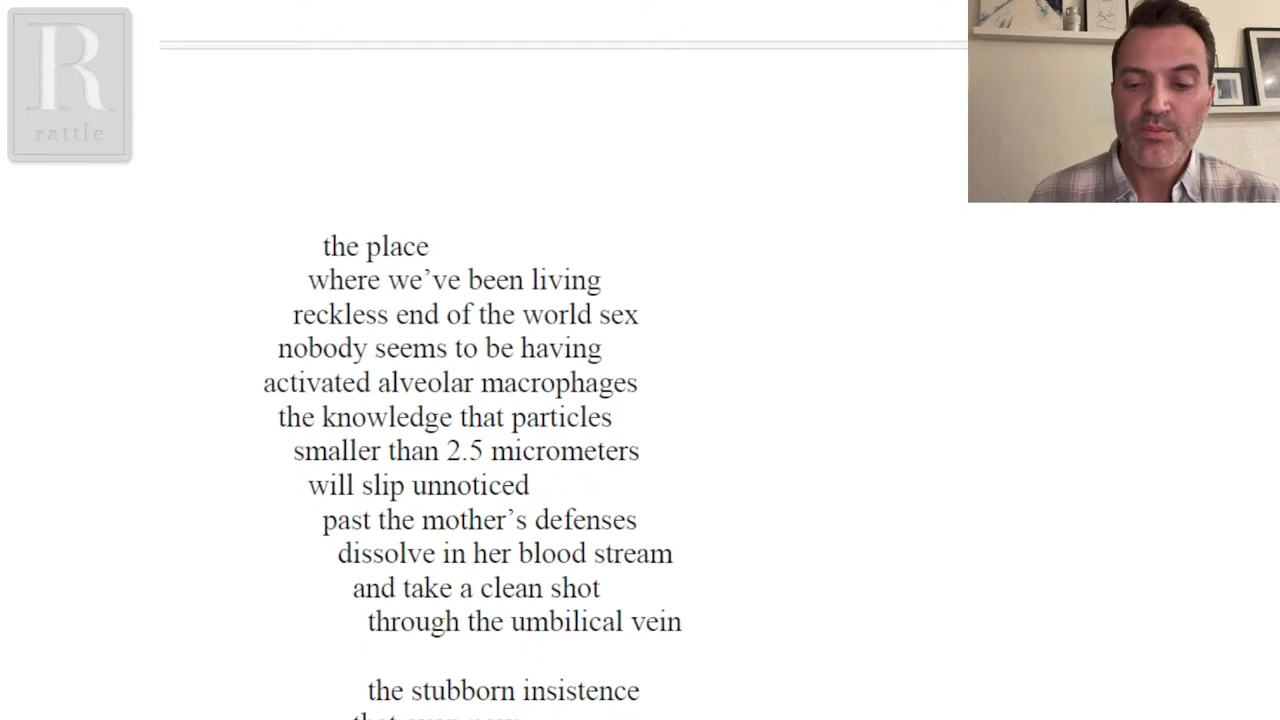 R
rattle
the place
where we’ve been living
reckless end of the world sex
nobody seems to be having
activated alveolar macrophages
the knowledge that particles
smaller than 2.5 micrometers
will slip unnoticed
past the mother’s defenses
dissolve in her blood stream
and take a clean shot
through the umbilical vein
the stubborn insistence